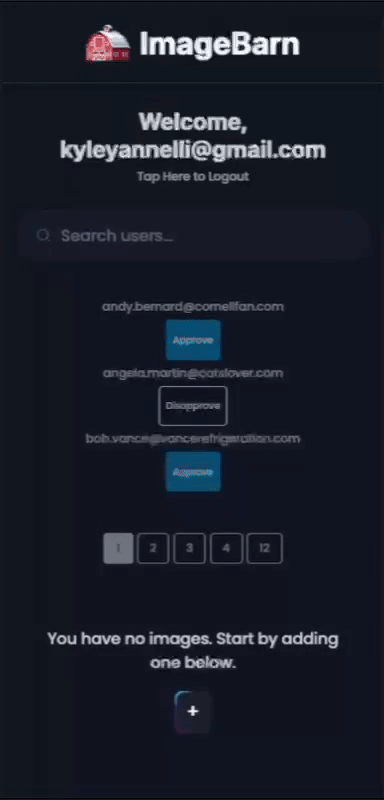 ImageBarn
Welcome,
kyleyannelli@gmail.com
Tap Here to Logout
Search users...
andy.bernard@cornellfan.com
Approve
angela.martin@catslover.com
Disapprove
bob.vance@vancerefrigeration.com
Approve
1 2 3 4 12
You have no images. Start by adding
one below.
+